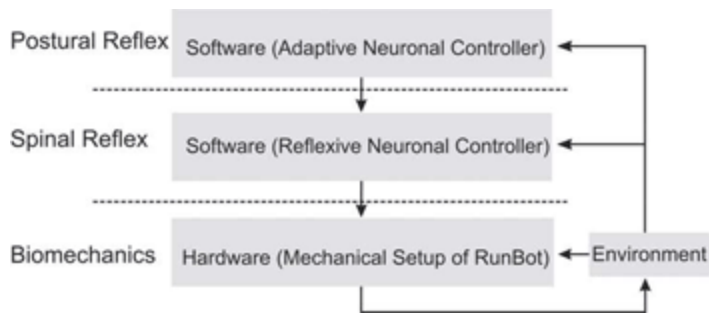 Postural Reflex
Software (Adaptive Neuronal Controller)
Spinal Reflex
Software (Reflexive Neuronal Controller)
Biomechanics
Hardware (Mechanical Setup of RunBot)
Environment